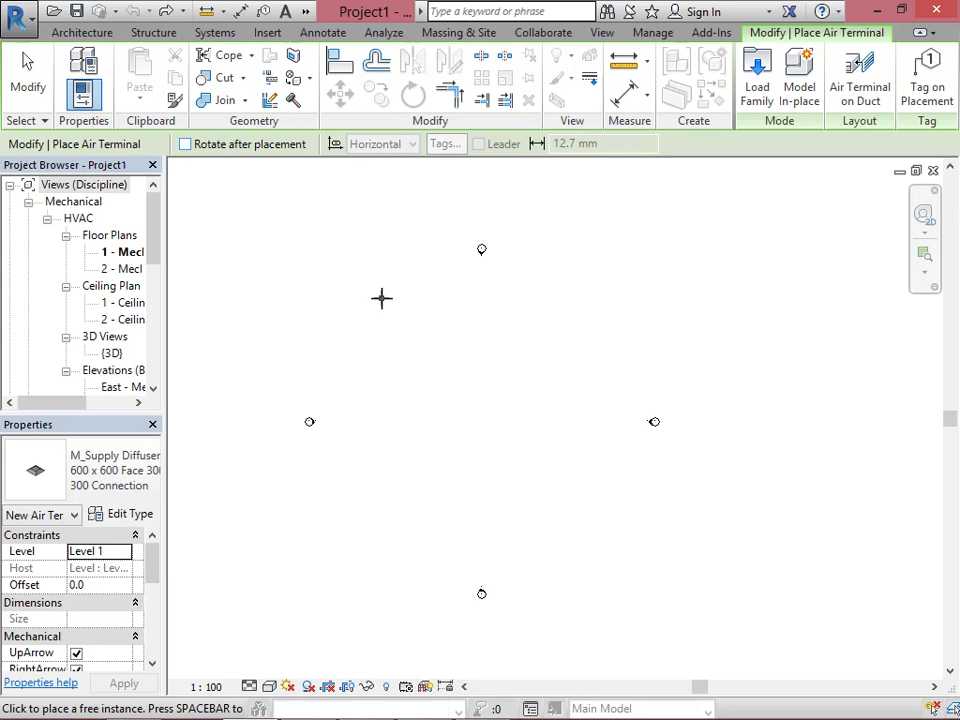 Project1 - ...
Type a keyword or phrase
Sign In
Architecture
Structure
Systems
Insert
Annotate
Analyze
Massing & Site
Collaborate
View
Manage
Add-Ins
Modify | Place Air Terminal
Modify
Paste
Cope
Cut
Join
Load
Family
Model
In-place
Air Terminal
on Duct
Tag on
Placement
Select
Properties
Clipboard
Geometry
Modify
View
Measure
Create
Mode
Layout
Tag
Modify | Place Air Terminal
Rotate after placement
Horizontal
Tags...
Leader
12.7 mm
Project Browser - Project1
Views (Discipline)
Mechanical
HVAC
Floor Plans
1 - Mecl
2 - Mecl
Ceiling Plan
1 - Ceilin
2 - Ceilin
3D Views
{3D}
Elevations (B
East - Me
Properties
M_Supply Diffuser
600 x 600 Face 300
300 Connection
New Air Ter
Edit Type
Constraints
Level
Level 1
Host
Level : Lev...
Offset
0.0
Dimensions
Size
Mechanical
UpArrow
RightArrow
Properties help
Apply
1 : 100
Click to place a free instance. Press SPACEBAR to
:0
Main Model